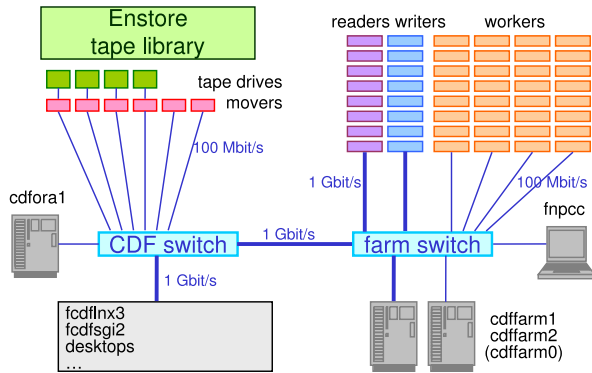 Enstore
tape library
readers writers
workers
tape drives
movers
100 Mbit/s
1 Gbit/s
100 Mbit/s
cdfora1
fnpcc
CDF switch
1 Gbit/s
farm switch
1 Gbit/s
fcdflnx3
fcdfsgi2
desktops
...
cdffarm1
cdffarm2
(cdffarm0)